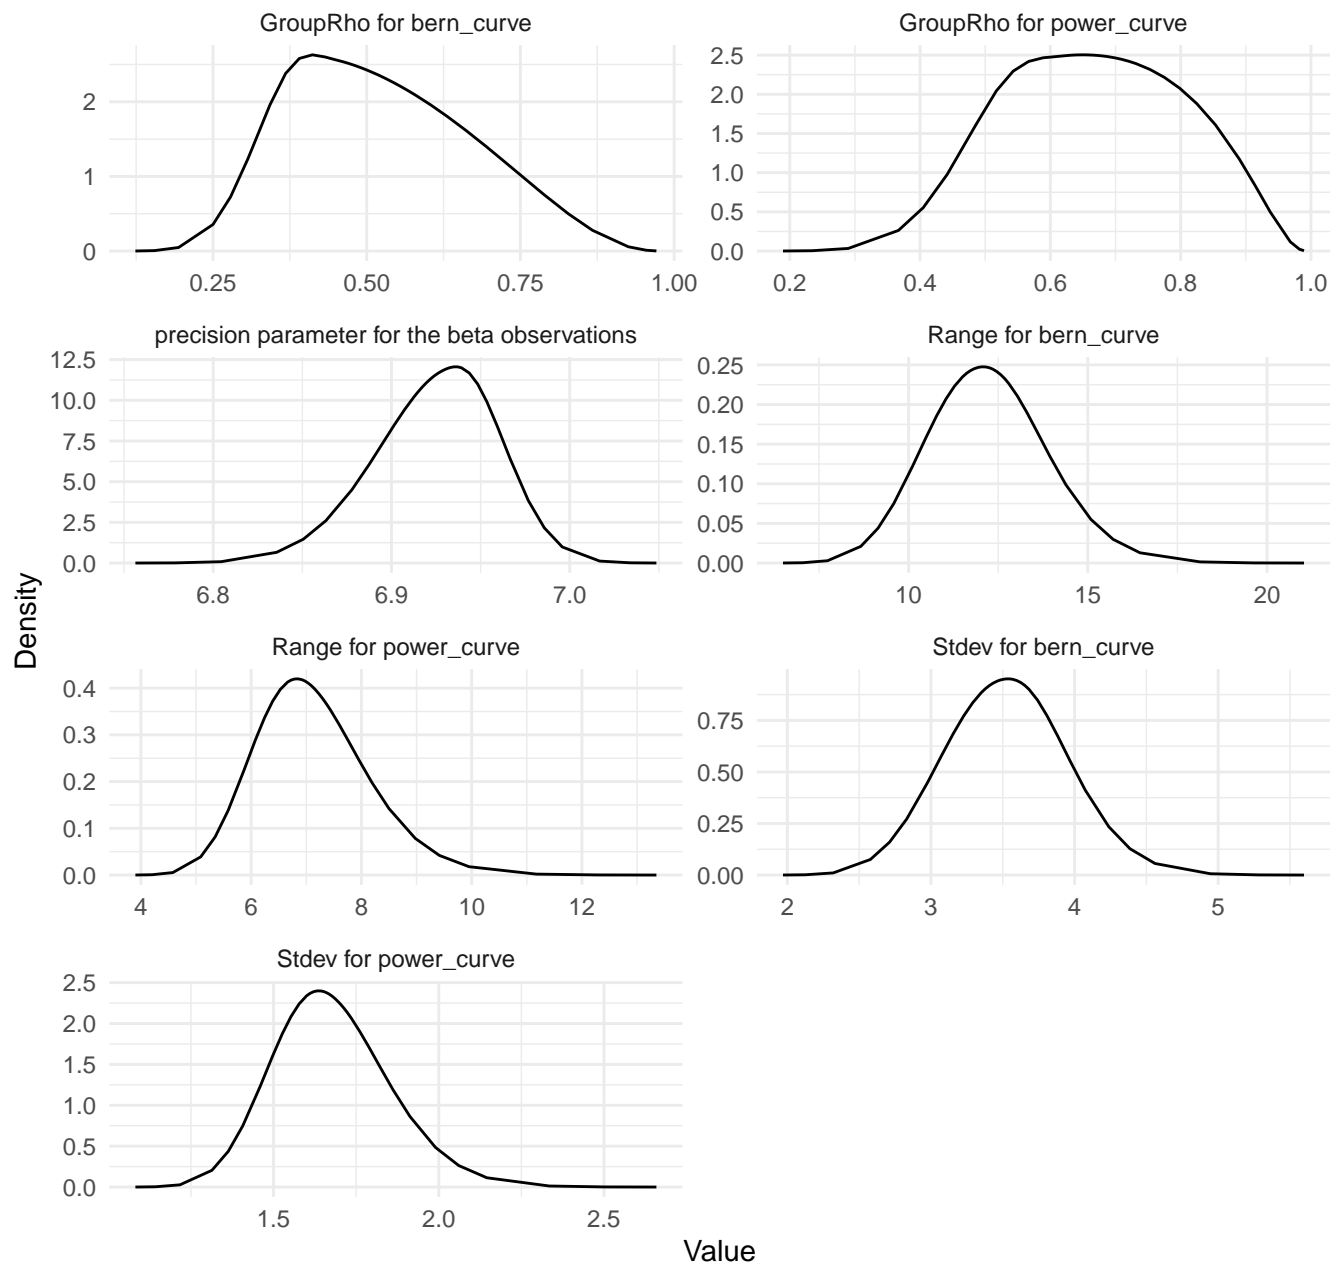 GroupRho for bern_curve
GroupRho for power_curve
2
1
0
0.25 0.50 0.75 1.00
2.5
2.0
1.5
1.0
0.5
0.0
0.2 0.4 0.6 0.8 1.0
precision parameter for the beta observations
Range for bern_curve
12.5
10.0
7.5
5.0
2.5
0.0
6.8 6.9 7.0
0.25
0.20
0.15
0.10
0.05
0.00
10 15 20
Density
Range for power_curve
Stdev for bern_curve
0.4
0.3
0.2
0.1
0.0
4 6 8 10 12
0.75
0.50
0.25
0.00
2 3 4 5
Stdev for power_curve
2.5
2.0
1.5
1.0
0.5
0.0
1.5 2.0 2.5
Value